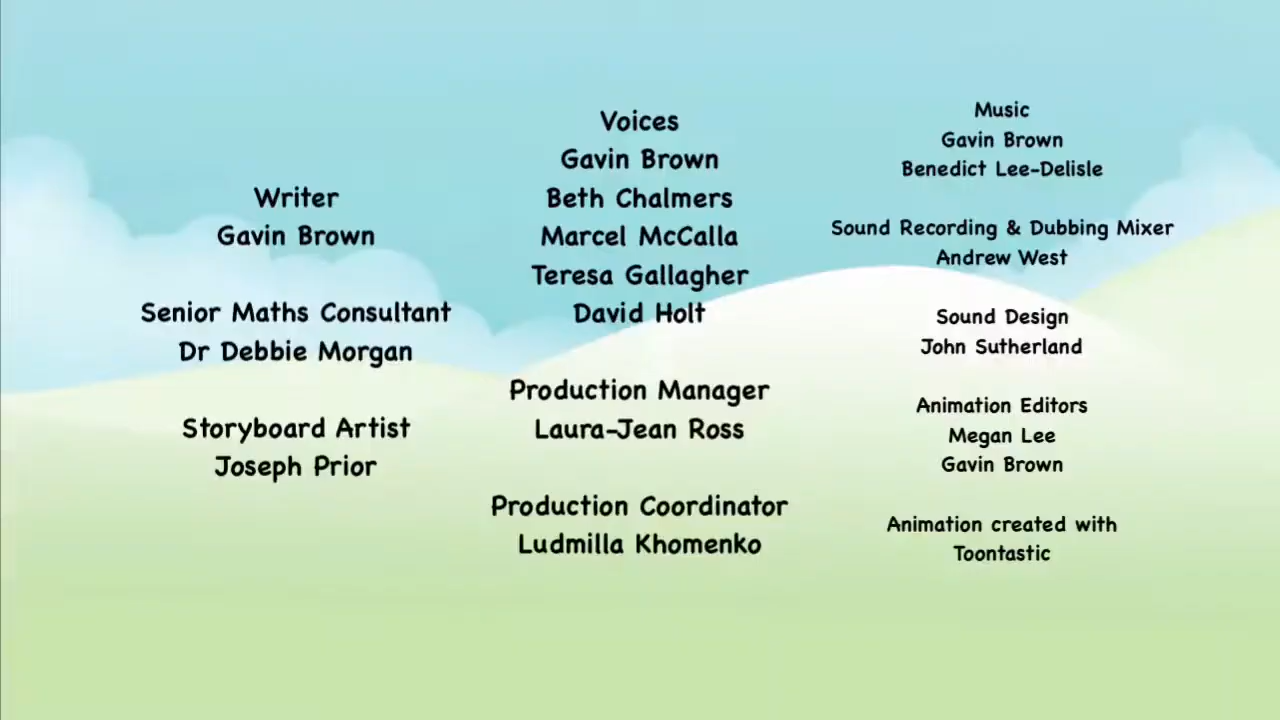 Writer
Gavin Brown
Senior Maths Consultant
Dr Debbie Morgan
Storyboard Artist
Joseph Prior
Voices
Gavin Brown
Beth Chalmers
Marcel McCalla
Teresa Gallagher
David Holt
Production Manager
Laura-Jean Ross
Production Coordinator
Ludmilla Khomenko
Music
Gavin Brown
Benedict Lee-Delisle
Sound Recording & Dubbing Mixer
Andrew West
Sound Design
John Sutherland
Animation Editors
Megan Lee
Gavin Brown
Animation created with
Toontastic